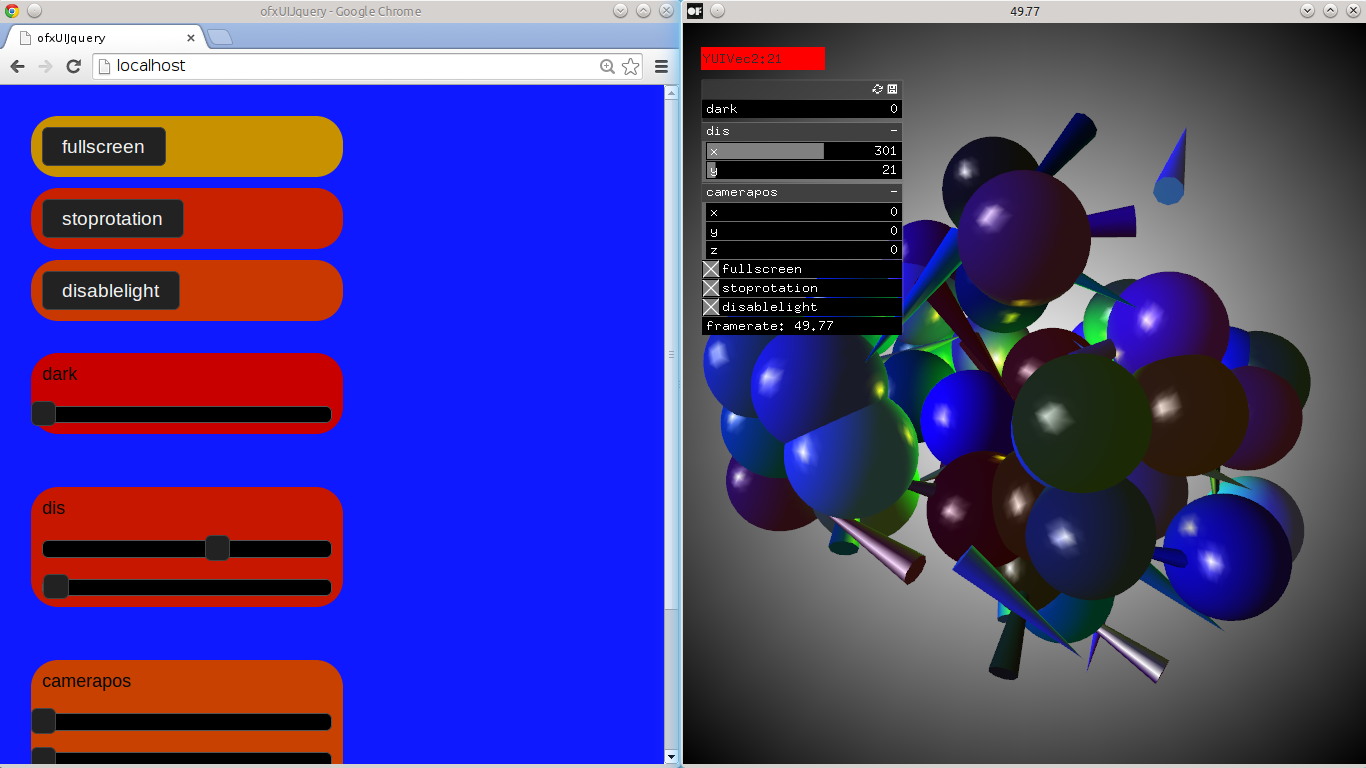 ofxUIJquery - Google Chrome
ofxUIJquery
localhost
fullscreen
stoprotation
disablelight
dark
dis
camerapos
OF
49.77
YUIVec2:21
dark 0
dis -
x 301
y 21
camerapos -
x 0
y 0
z 0
fullscreen
stoprotation
disablelight
framerate: 49.77